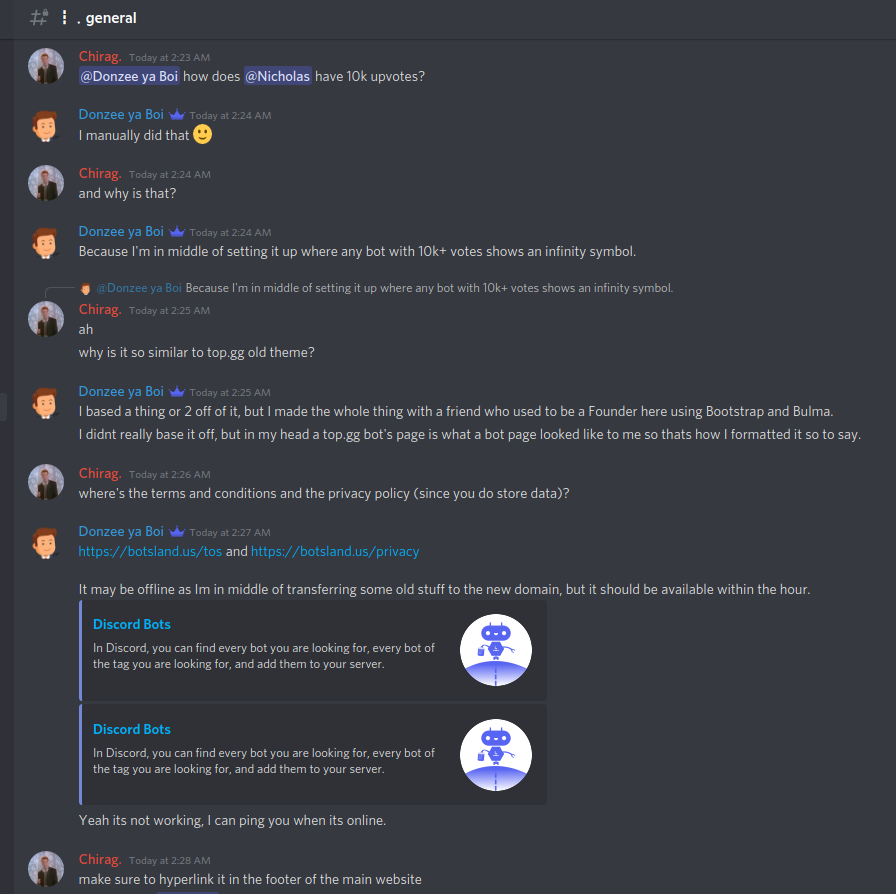 . general
Chirag. Today at 2:23 AM
@Donzee ya Boi how does @Nicholas have 10k upvotes?
Donzee ya Boi Today at 2:24 AM
I manually did that 🙂
Chirag. Today at 2:24 AM
and why is that?
Donzee ya Boi Today at 2:24 AM
Because I'm in middle of setting it up where any bot with 10k+ votes shows an infinity symbol.
@Donzee ya Boi Because I'm in middle of setting it up where any bot with 10k+ votes shows an infinity symbol.
Chirag. Today at 2:25 AM
ah
why is it so similar to top.gg old theme?
Donzee ya Boi Today at 2:25 AM
I based a thing or 2 off of it, but I made the whole thing with a friend who used to be a Founder here using Bootstrap and Bulma.
I didnt really base it off, but in my head a top.gg bot's page is what a bot page looked like to me so thats how I formatted it so to say.
Chirag. Today at 2:26 AM
where's the terms and conditions and the privacy policy (since you do store data)?
Donzee ya Boi Today at 2:27 AM
https://botsland.us/tos and https://botsland.us/privacy
It may be offline as Im in middle of transferring some old stuff to the new domain, but it should be available within the hour.
Discord Bots
In Discord, you can find every bot you are looking for, every bot of
the tag you are looking for, and add them to your server.
Discord Bots
In Discord, you can find every bot you are looking for, every bot of
the tag you are looking for, and add them to your server.
Yeah its not working, I can ping you when its online.
Chirag. Today at 2:28 AM
make sure to hyperlink it in the footer of the main website